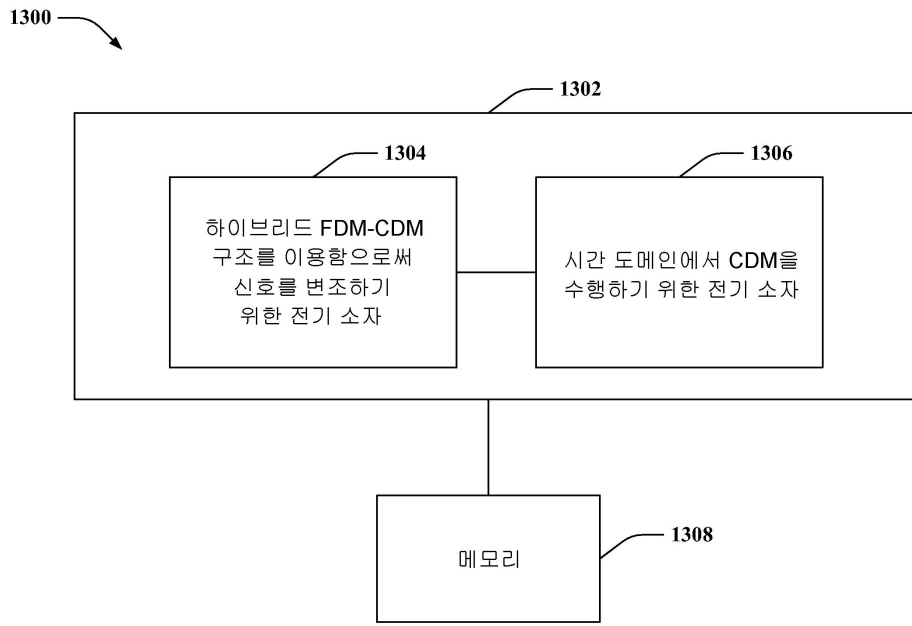 1300
1302
1304
1306
하이브리드 FDM-CDM
구조를 이용함으로써
신호를 변조하기
위한 전기 소자
시간 도메인에서 CDM을
수행하기 위한 전기 소자
메모리
1308